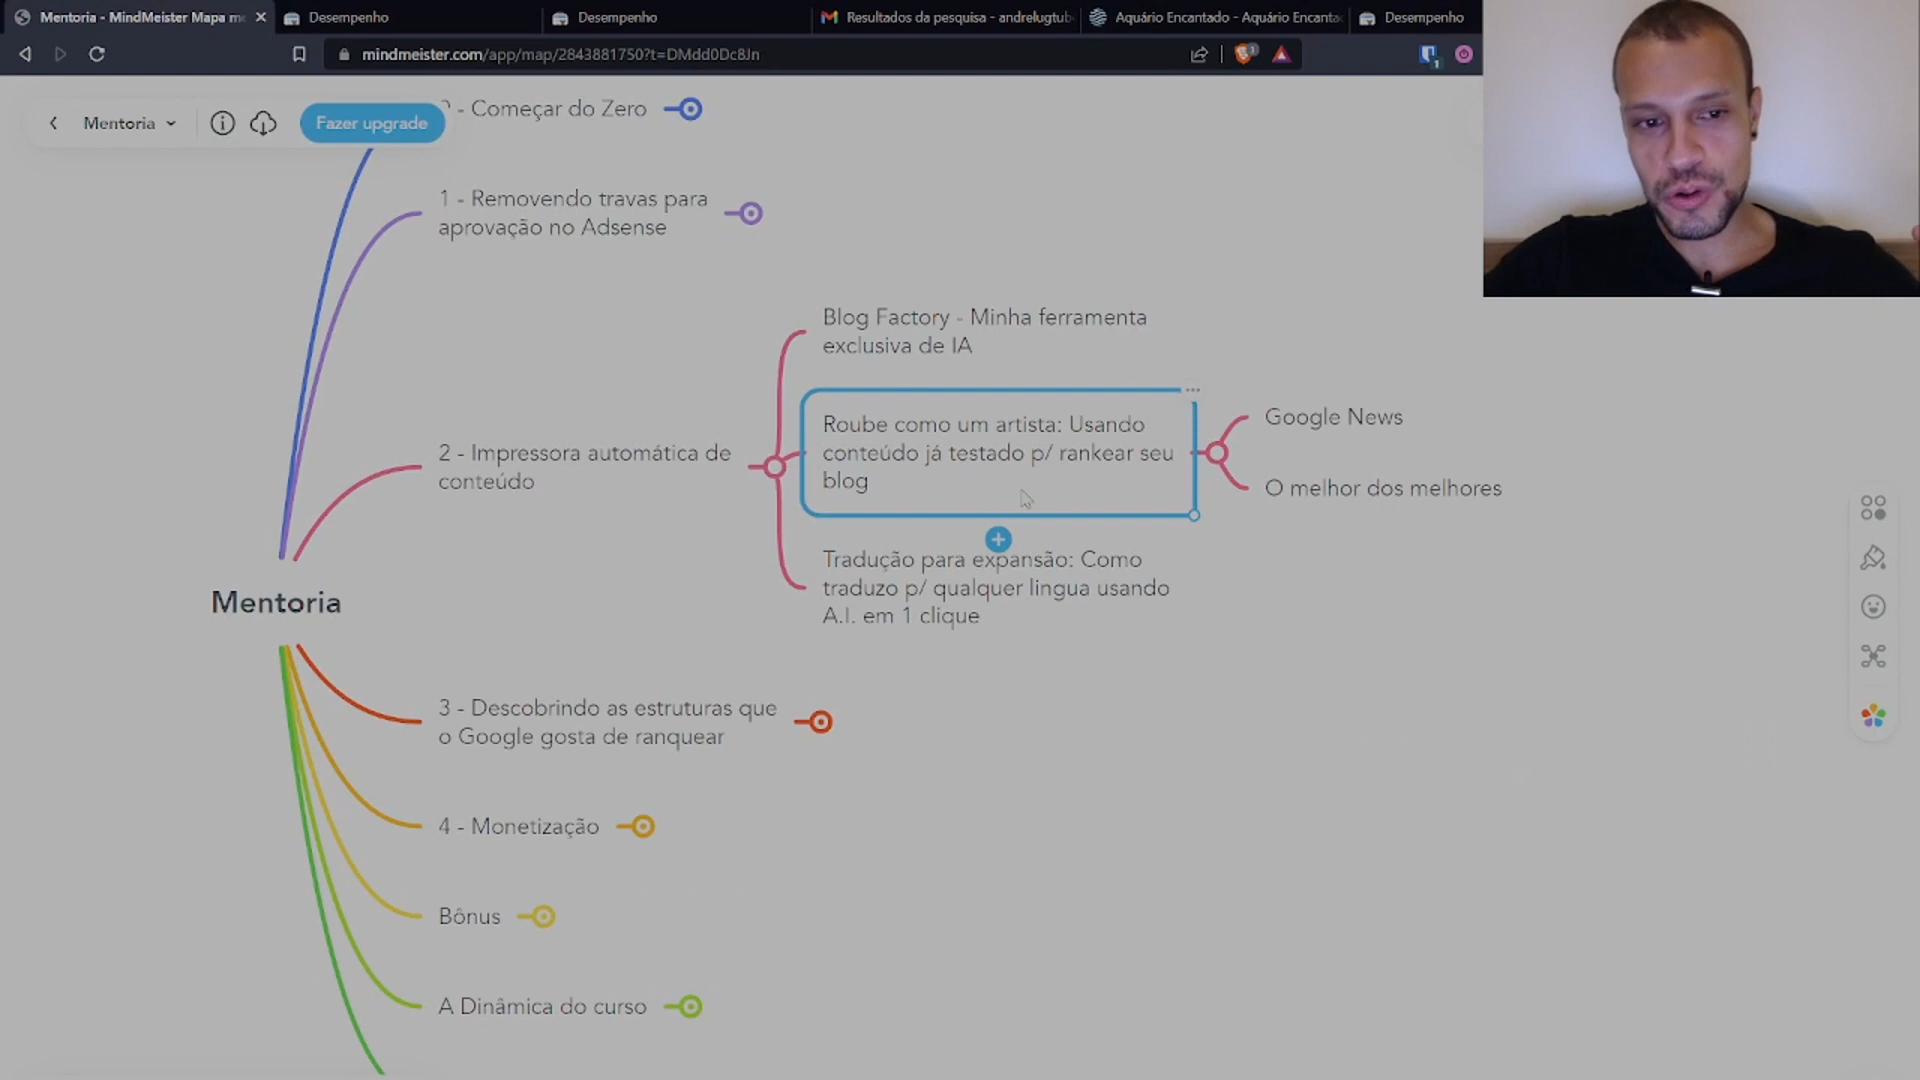 Mentoria - MindMeister Mapa me
Desempenho
Desempenho
Resultados da pesquisa - andrelugtub
Aquário Encantado - Aquário Encanta
Desempenho
mindmeister.com/app/map/2843881750?t=DMdd0Dc8Jn
1
1
Mentoria
Fazer upgrade
- Começar do Zero
1 - Removendo travas para
aprovação no Adsense
Blog Factory - Minha ferramenta
exclusiva de IA
Roube como um artista: Usando
conteúdo já testado p/ rankear seu
blog
Google News
O melhor dos melhores
2 - Impressora automática de
conteúdo
Tradução para expansão: Como
traduzo p/ qualquer lingua usando
A.I. em 1 clique
Mentoria
3 - Descobrindo as estruturas que
o Google gosta de ranquear
4 - Monetização
Bônus
A Dinâmica do curso